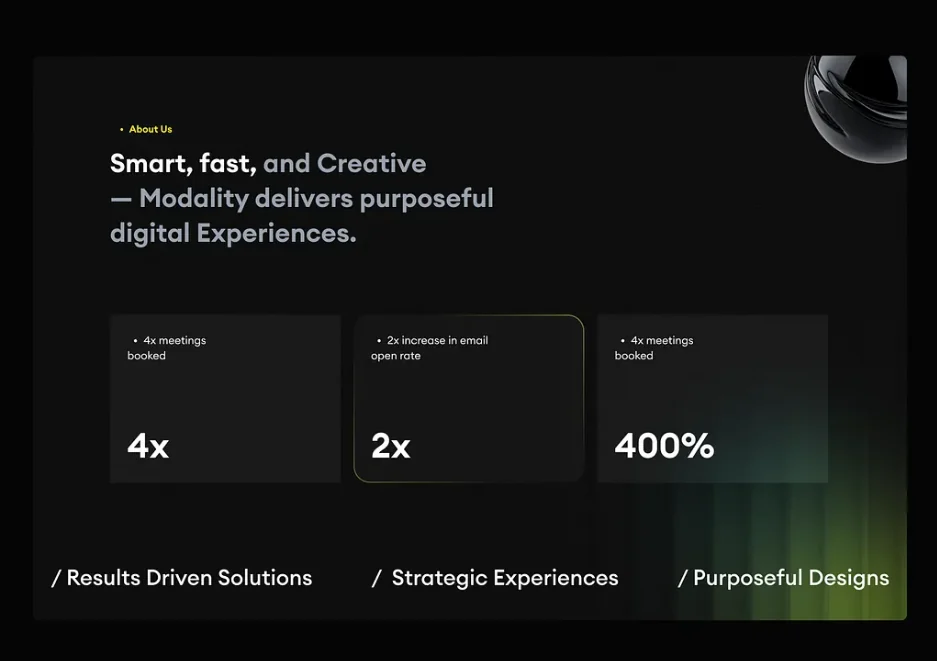 • About Us
Smart, fast, and Creative
— Modality delivers purposeful
digital Experiences.
• 4x meetings
booked
4x
• 2x increase in email
open rate
2x
• 4x meetings
booked
400%
/ Results Driven Solutions
/ Strategic Experiences
/ Purposeful Designs